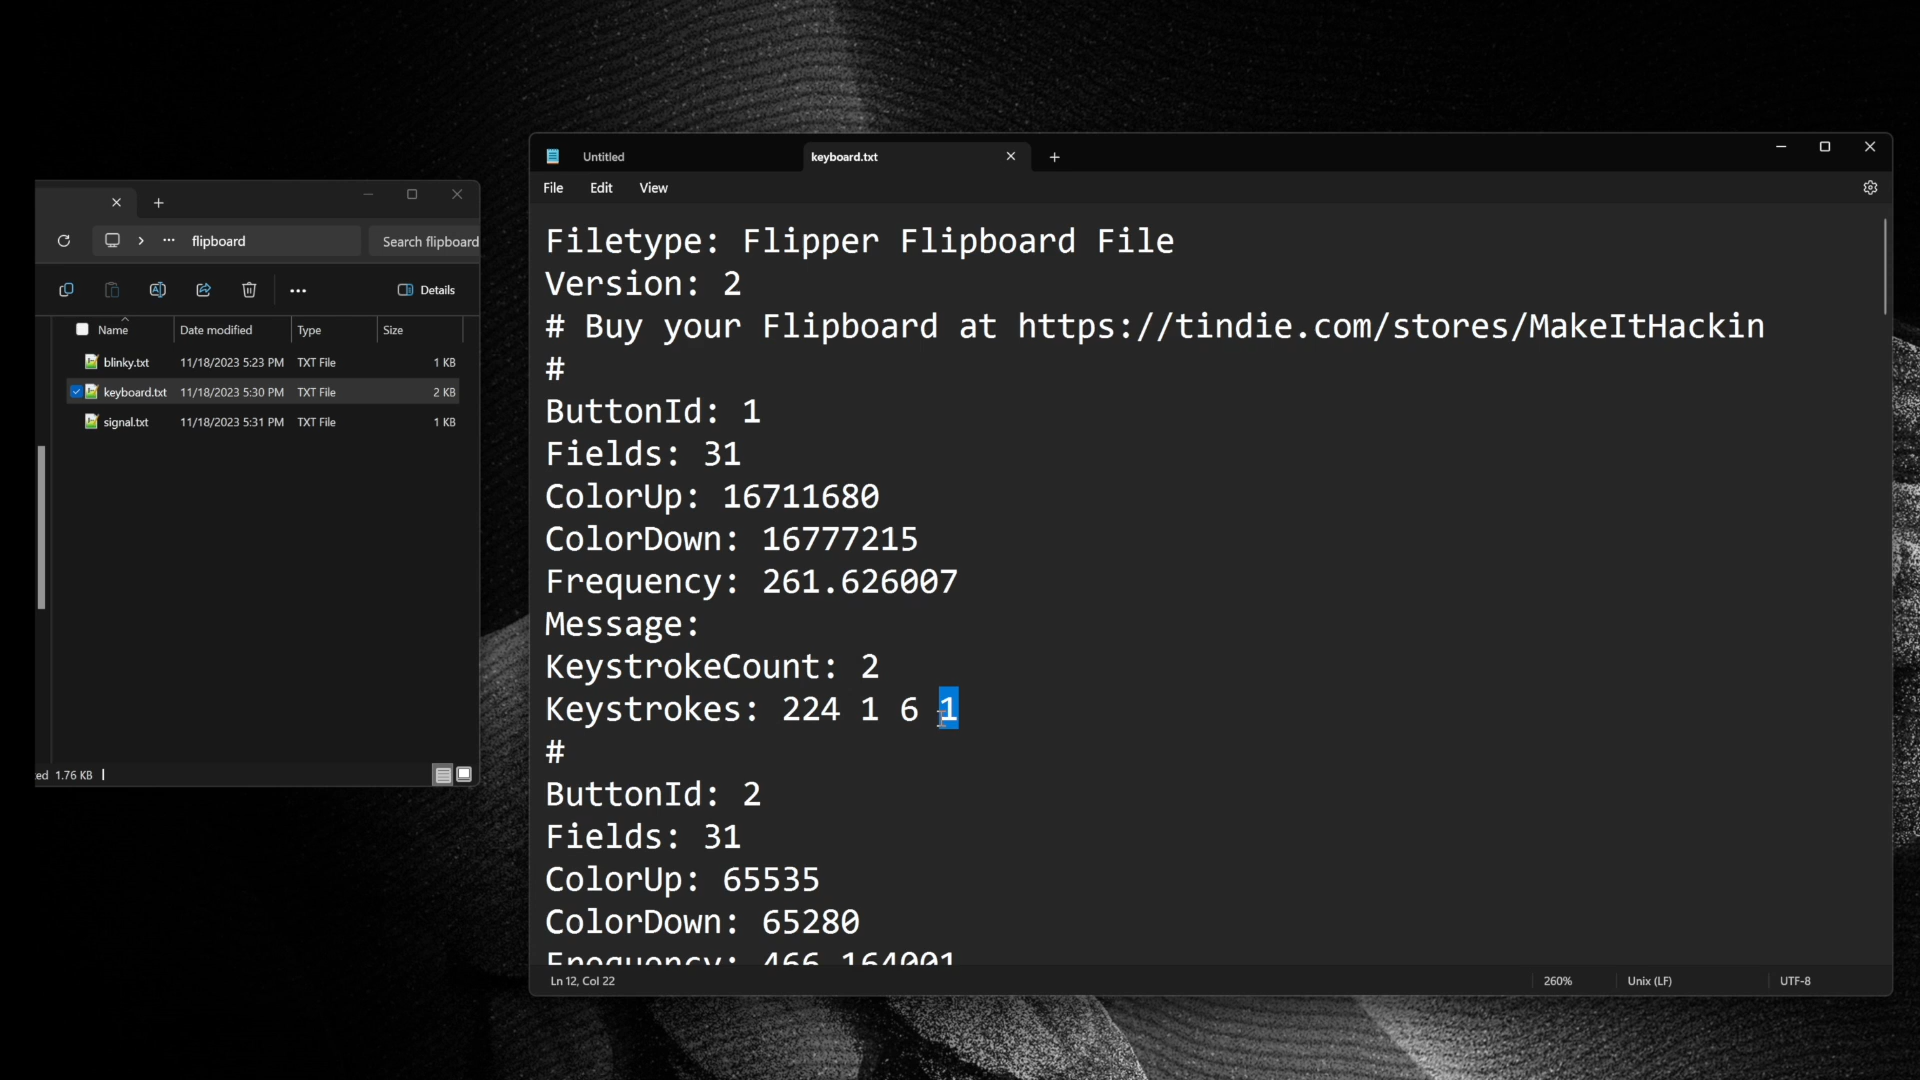 flipboard
Search flipboard
Details
Name Date modified Type Size
blinky.txt 11/18/2023 5:23 PM TXT File 1 KB
keyboard.txt 11/18/2023 5:30 PM TXT File 2 KB
signal.txt 11/18/2023 5:31 PM TXT File 1 KB
ed 1.76 KB
Untitled
keyboard.txt
File Edit View
Filetype: Flipper Flipboard File
Version: 2
# Buy your Flipboard at https://tindie.com/stores/MakeItHackin
#
ButtonId: 1
Fields: 31
ColorUp: 16711680
ColorDown: 16777215
Frequency: 261.626007
Message:
KeystrokeCount: 2
Keystrokes: 224 1 6 1
#
ButtonId: 2
Fields: 31
ColorUp: 65535
ColorDown: 65280
Frequency: 466.164001
Ln 12, Col 22
260%
Unix (LF)
UTF-8